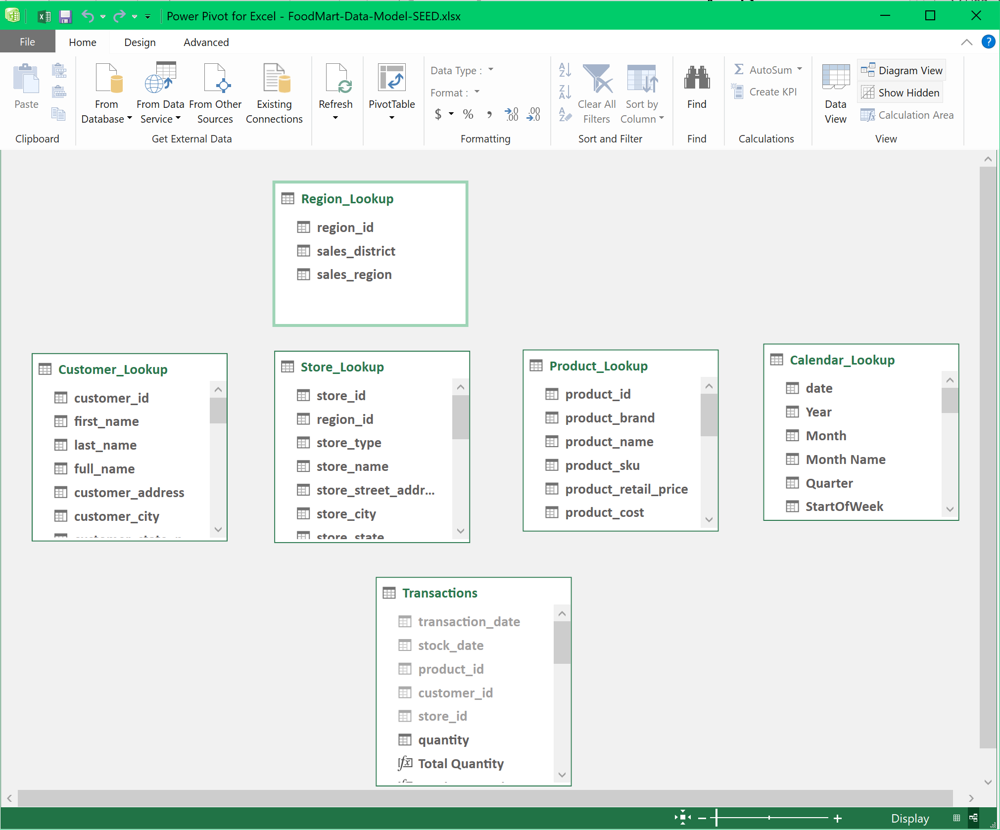 Power Pivot for Excel - FoodMart-Data-Model-SEED.xlsx
File Home Design Advanced
Paste
Clipboard
From Database
From Data Service
From Other Sources
Existing Connections
Get External Data
Refresh
PivotTable
Data Type :
Format :
$ % , .0 .00 .00 .0
Formatting
Clear All Filters
Sort by Column
Sort and Filter
Find
Find
AutoSum
Create KPI
Calculations
Data View
Diagram View
Show Hidden
Calculation Area
View
Region_Lookup
region_id
sales_district
sales_region
Customer_Lookup
customer_id
first_name
last_name
full_name
customer_address
customer_city
Store_Lookup
store_id
region_id
store_type
store_name
store_street_addr...
store_city
store_state
Product_Lookup
product_id
product_brand
product_name
product_sku
product_retail_price
product_cost
Calendar_Lookup
date
Year
Month
Month Name
Quarter
StartOfWeek
Transactions
transaction_date
stock_date
product_id
customer_id
store_id
quantity
Total Quantity
Display